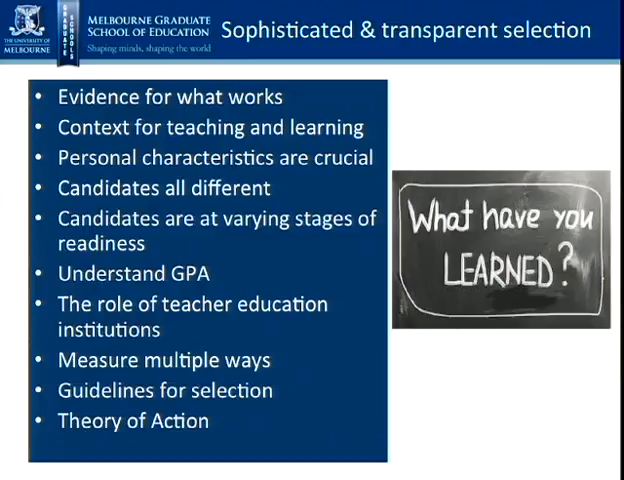 THE UNIVERSITY OF
MELBOURNE
GRADUATE
SCHOOLS
MELBOURNE GRADUATE
SCHOOL OF EDUCATION
Shaping minds, shaping the world
Sophisticated & transparent selection
• Evidence for what works
• Context for teaching and learning
• Personal characteristics are crucial
• Candidates all different
• Candidates are at varying stages of
readiness
• Understand GPA
• The role of teacher education
institutions
• Measure multiple ways
• Guidelines for selection
• Theory of Action
What have you
LEARNED?